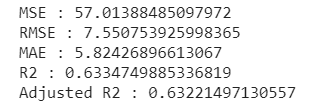 MSE : 57.01388485097972
RMSE : 7.550753925998365
MAE : 5.82426896613067
R2 : 0.6334749885336819
Adjusted R2 : 0.63221497130557